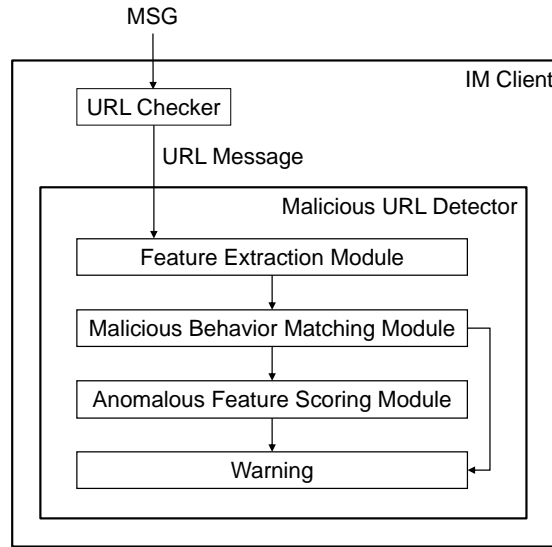 MSG
IM Client
URL Checker
URL Message
Malicious URL Detector
Feature Extraction Module
Malicious Behavior Matching Module
Anomalous Feature Scoring Module
Warning